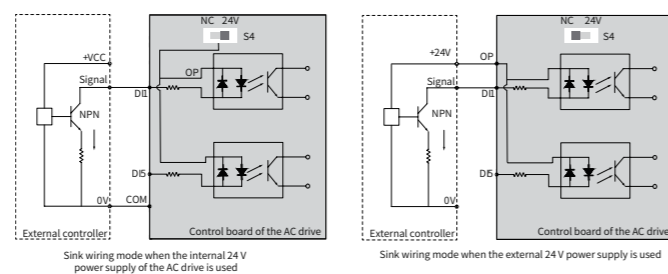 NC 24V
S4
+VCC
Signal
OP
DI1
NPN
DI5
0V
COM
External controller
Control board of the AC drive
Sink wiring mode when the internal 24 V
power supply of the AC drive is used
NC 24V
S4
+24V
OP
Signal
DI1
NPN
DI5
0V
External controller
Control board of the AC drive
Sink wiring mode when the external 24 V power supply is used